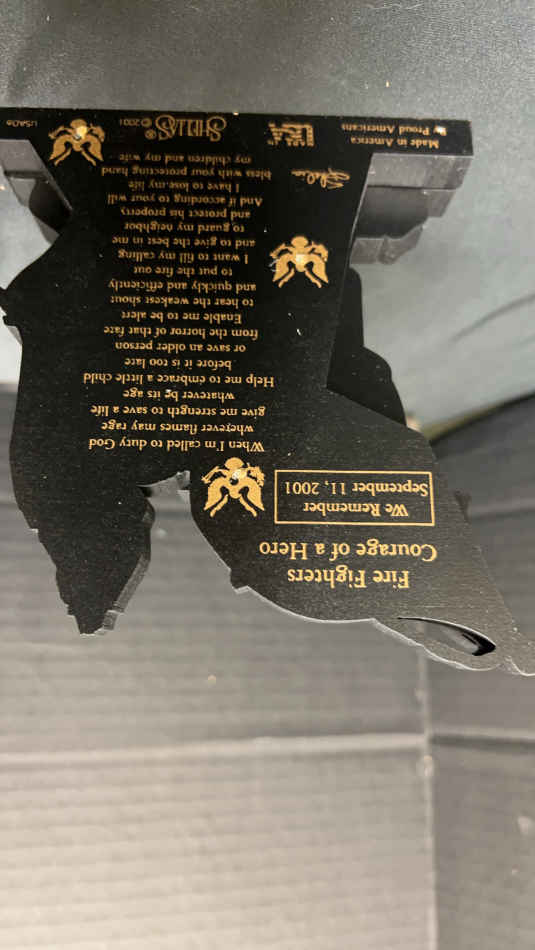 Fire Fighters
Courage of a Hero
We Remember
September 11, 2001
When I'm called to duty God
wherever flames may rage
give me strength to save a life
whatever be its age
Help me to embrace a little child
before it is too late
or save an older person
from the horror of that fate
Enable me to be alert
to hear the weakest shout
and quickly and efficiently
to put the fire out
I want to fill my calling
and to give the best in me
to guard my neighbor
and protect his property
And if according to your will
I have to lose my life
bless with your protecting hand
my children and my wife
Made in America
by Proud Americans
MADE IN
USA
SHELIA'S® © 2001
USA06